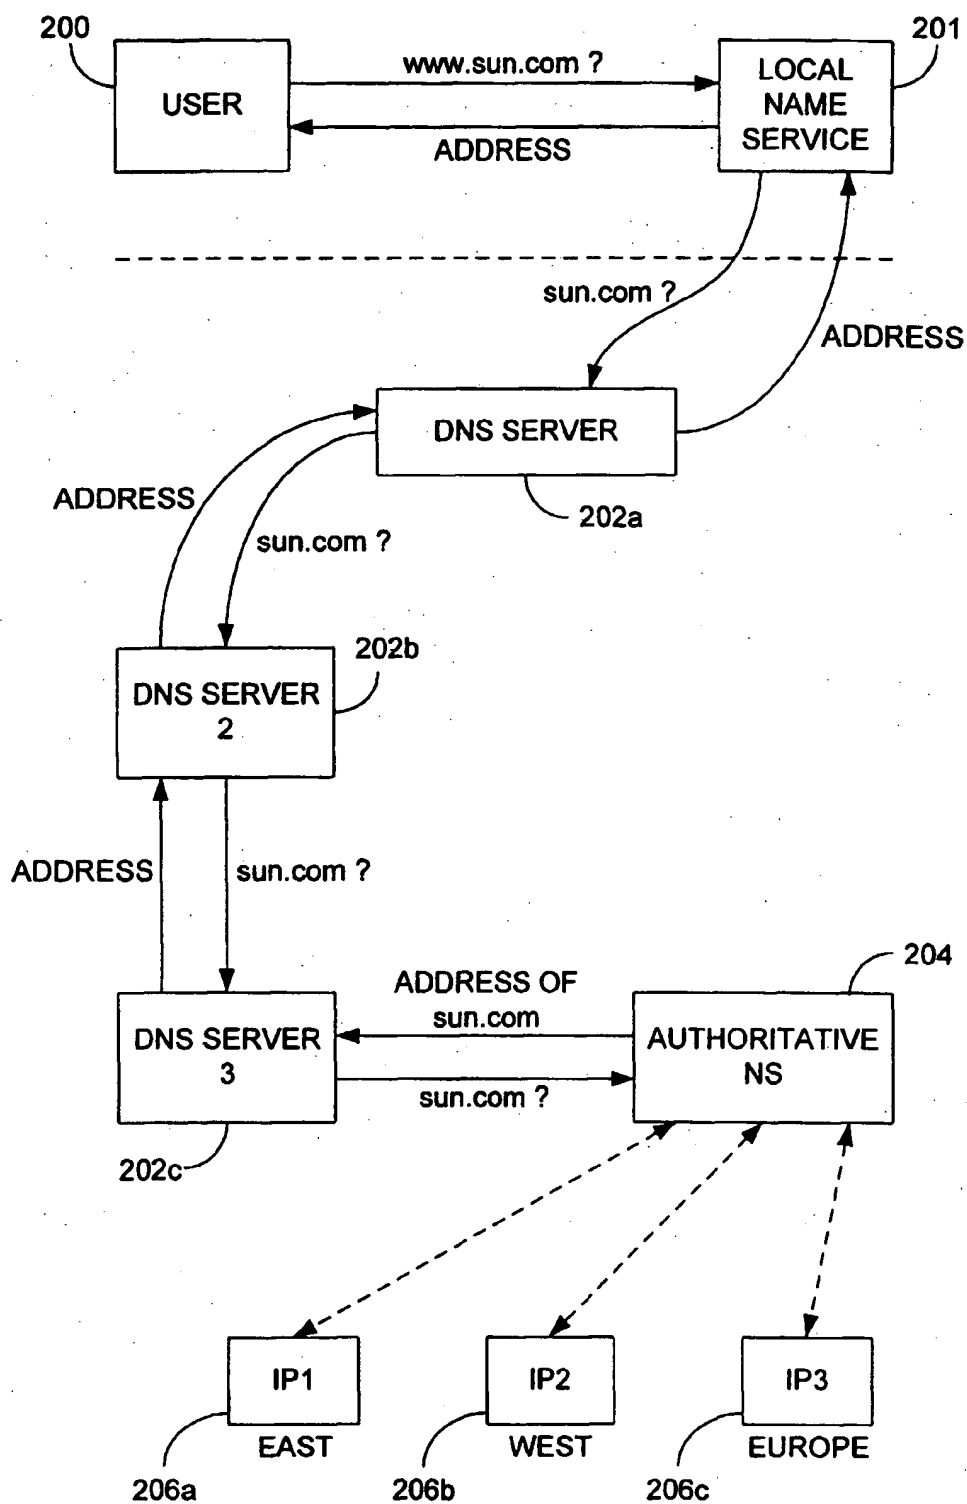 200
201
USER
www.sun.com ?
ADDRESS
LOCAL
NAME
SERVICE
sun.com ?
ADDRESS
DNS SERVER
202a
ADDRESS
sun.com ?
202b
DNS SERVER
2
ADDRESS
sun.com ?
204
DNS SERVER
3
ADDRESS OF
sun.com
sun.com ?
AUTHORITATIVE
NS
202c
IP1
IP2
IP3
EAST
WEST
EUROPE
206a
206b
206c